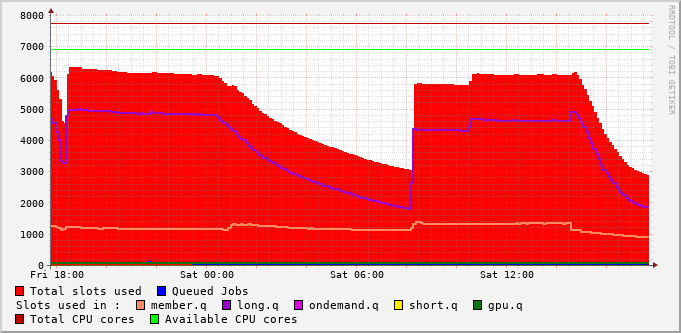 8000
7000
6000
5000
4000
3000
2000
1000
0
Fri 18:00 Sat 00:00 Sat 06:00 Sat 12:00
RRDTOOL / TOBI OETIKER
Total slots used Queued Jobs
Slots used in : member.q long.q ondemand.q short.q gpu.q
Total CPU cores Available CPU cores